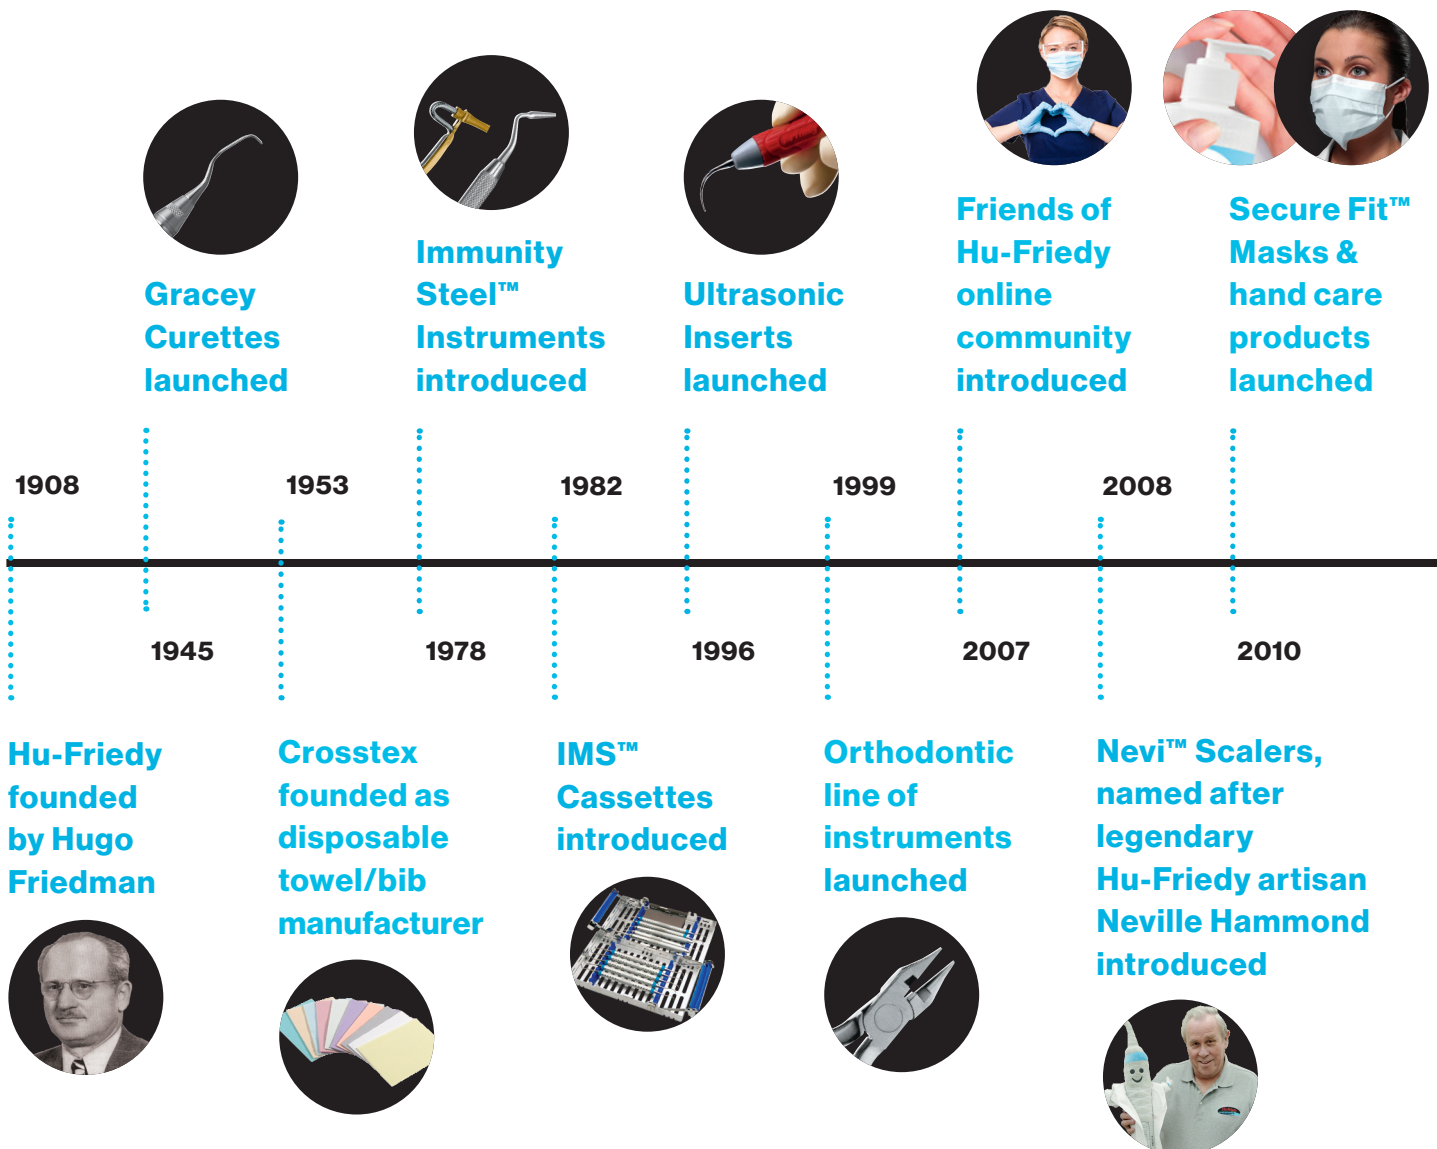 Gracey
Curettes
launched
Immunity
Steel™
Instruments
introduced
Ultrasonic
Inserts
launched
Friends of
Hu-Friedy
online
community
introduced
Secure Fit™
Masks &
hand care
products
launched
1908
1953
1982
1999
2008
1945
1978
1996
2007
2010
Hu-Friedy
founded
by Hugo
Friedman
Crosstex
founded as
disposable
towel/bib
manufacturer
IMS™
Cassettes
introduced
Orthodontic
line of
instruments
launched
Nevi™ Scalers,
named after
legendary
Hu-Friedy artisan
Neville Hammond
introduced